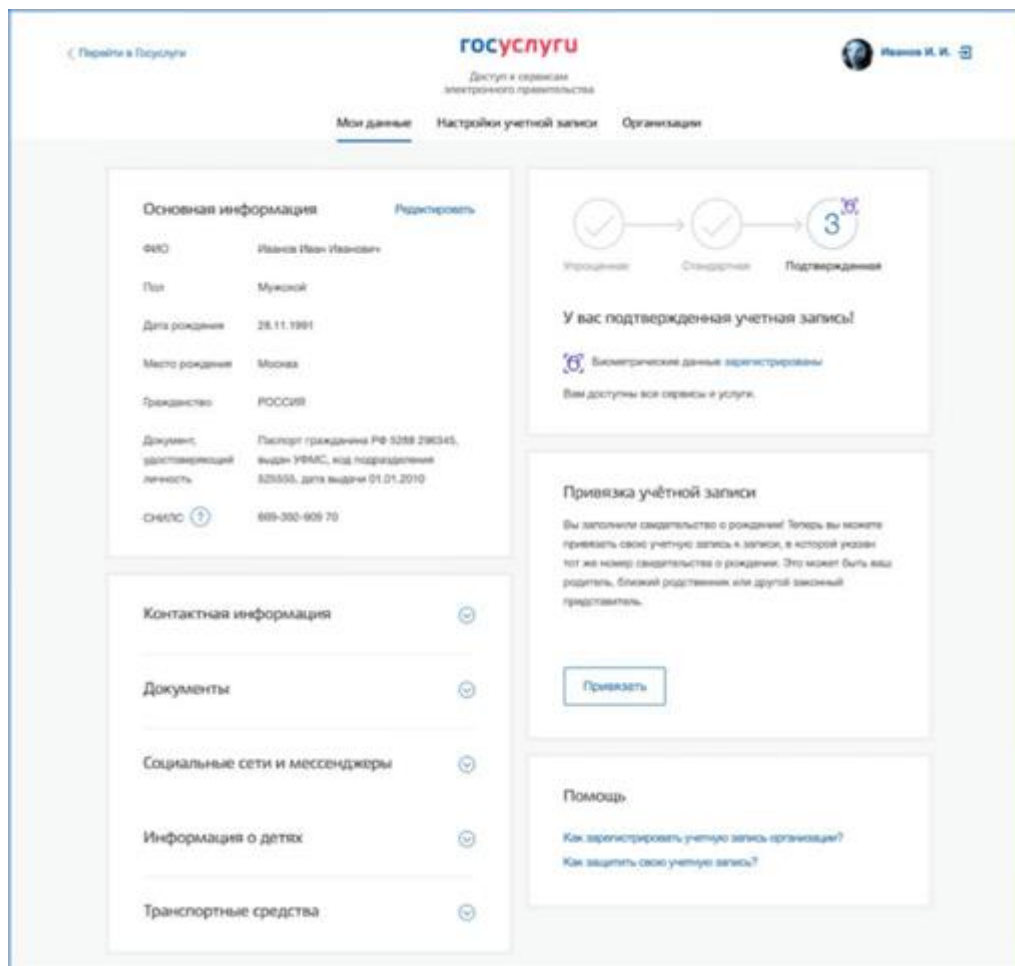 Перейти в Госуслуги
госуслуги
Иванов И. И.
Доступ к сервисам
электронного правительства
Мои данные
Настройки учетной записи
Организации
Основная информация
Редактировать
ФИО
Иванов Иван Иванович
Пол
Мужской
Дата рождения
28.11.1991
Место рождения
Москва
Гражданство
РОССИЯ
Документ,
удостоверяющий
личность
Паспорт гражданина РФ 5288 296345,
выдан УФМС, код подразделения
525555, дата выдачи 01.01.2010
СНИЛС ?
669-392-909 70
Контактная информация
Документы
Социальные сети и мессенджеры
Информация о детях
Транспортные средства
3
Упрощенная
Стандартная
Подтвержденная
У вас подтвержденная учетная запись!
Биометрические данные зарегистрированы
Вам доступны все сервисы и услуги.
Привязка учётной записи
Вы заполнили свидетельство о рождении! Теперь вы можете
привязать свою учетную запись к записи, в которой указан
тот же номер свидетельства о рождении. Это может быть ваш
родитель, близкий родственник или другой законный
представитель.
Привязать
Помощь
Как зарегистрировать учетную запись организации?
Как защитить свою учетную запись?